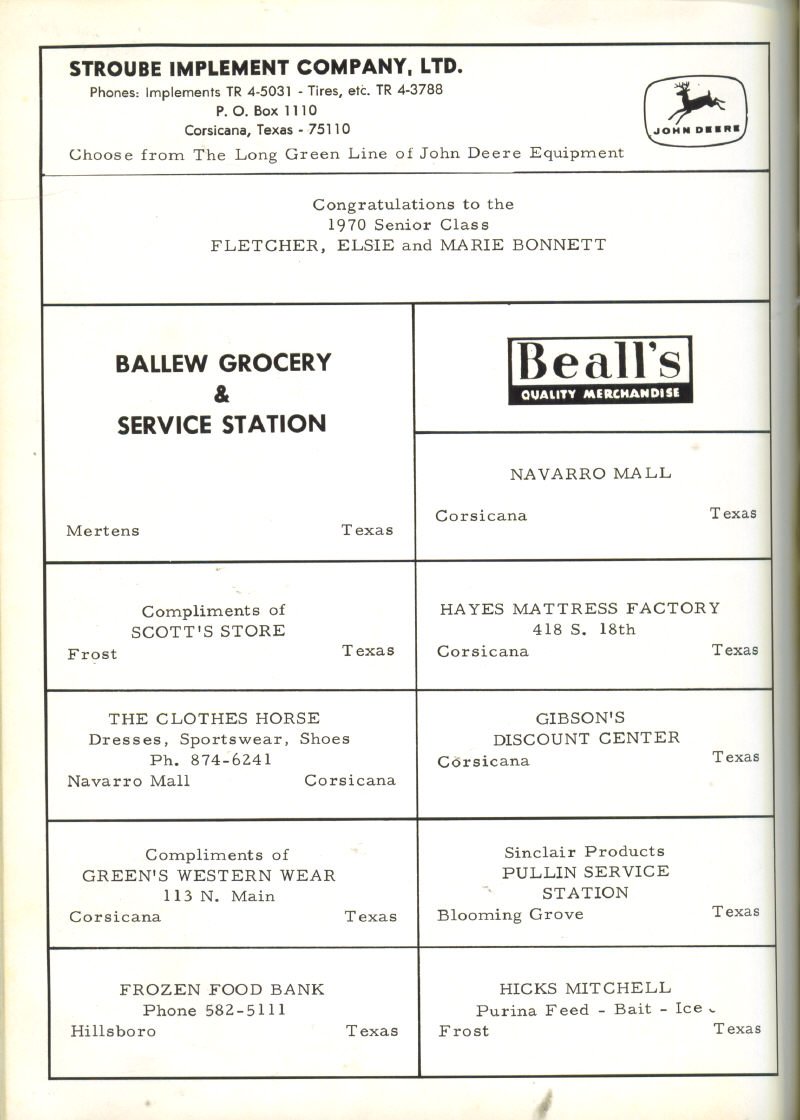 STROUBE IMPLEMENT COMPANY, LTD.
Phones: Implements TR 4-5031 - Tires, etc. TR 4-3788
P. O. Box 1110
Corsicana, Texas - 75110
Choose from The Long Green Line of John Deere Equipment
JOHN DEERE
Congratulations to the
1970 Senior Class
FLETCHER, ELSIE and MARIE BONNETT
BALLEW GROCERY
&
SERVICE STATION
Mertens Texas
Beall's
QUALITY MERCHANDISE
NAVARRO MALL
Corsicana Texas
Compliments of
SCOTT'S STORE
Frost Texas
HAYES MATTRESS FACTORY
418 S. 18th
Corsicana Texas
THE CLOTHES HORSE
Dresses, Sportswear, Shoes
Ph. 874-6241
Navarro Mall Corsicana
GIBSON'S
DISCOUNT CENTER
Corsicana Texas
Compliments of
GREEN'S WESTERN WEAR
113 N. Main
Corsicana Texas
Sinclair Products
PULLIN SERVICE
STATION
Blooming Grove Texas
FROZEN FOOD BANK
Phone 582-5111
Hillsboro Texas
HICKS MITCHELL
Purina Feed - Bait - Ice
Frost Texas